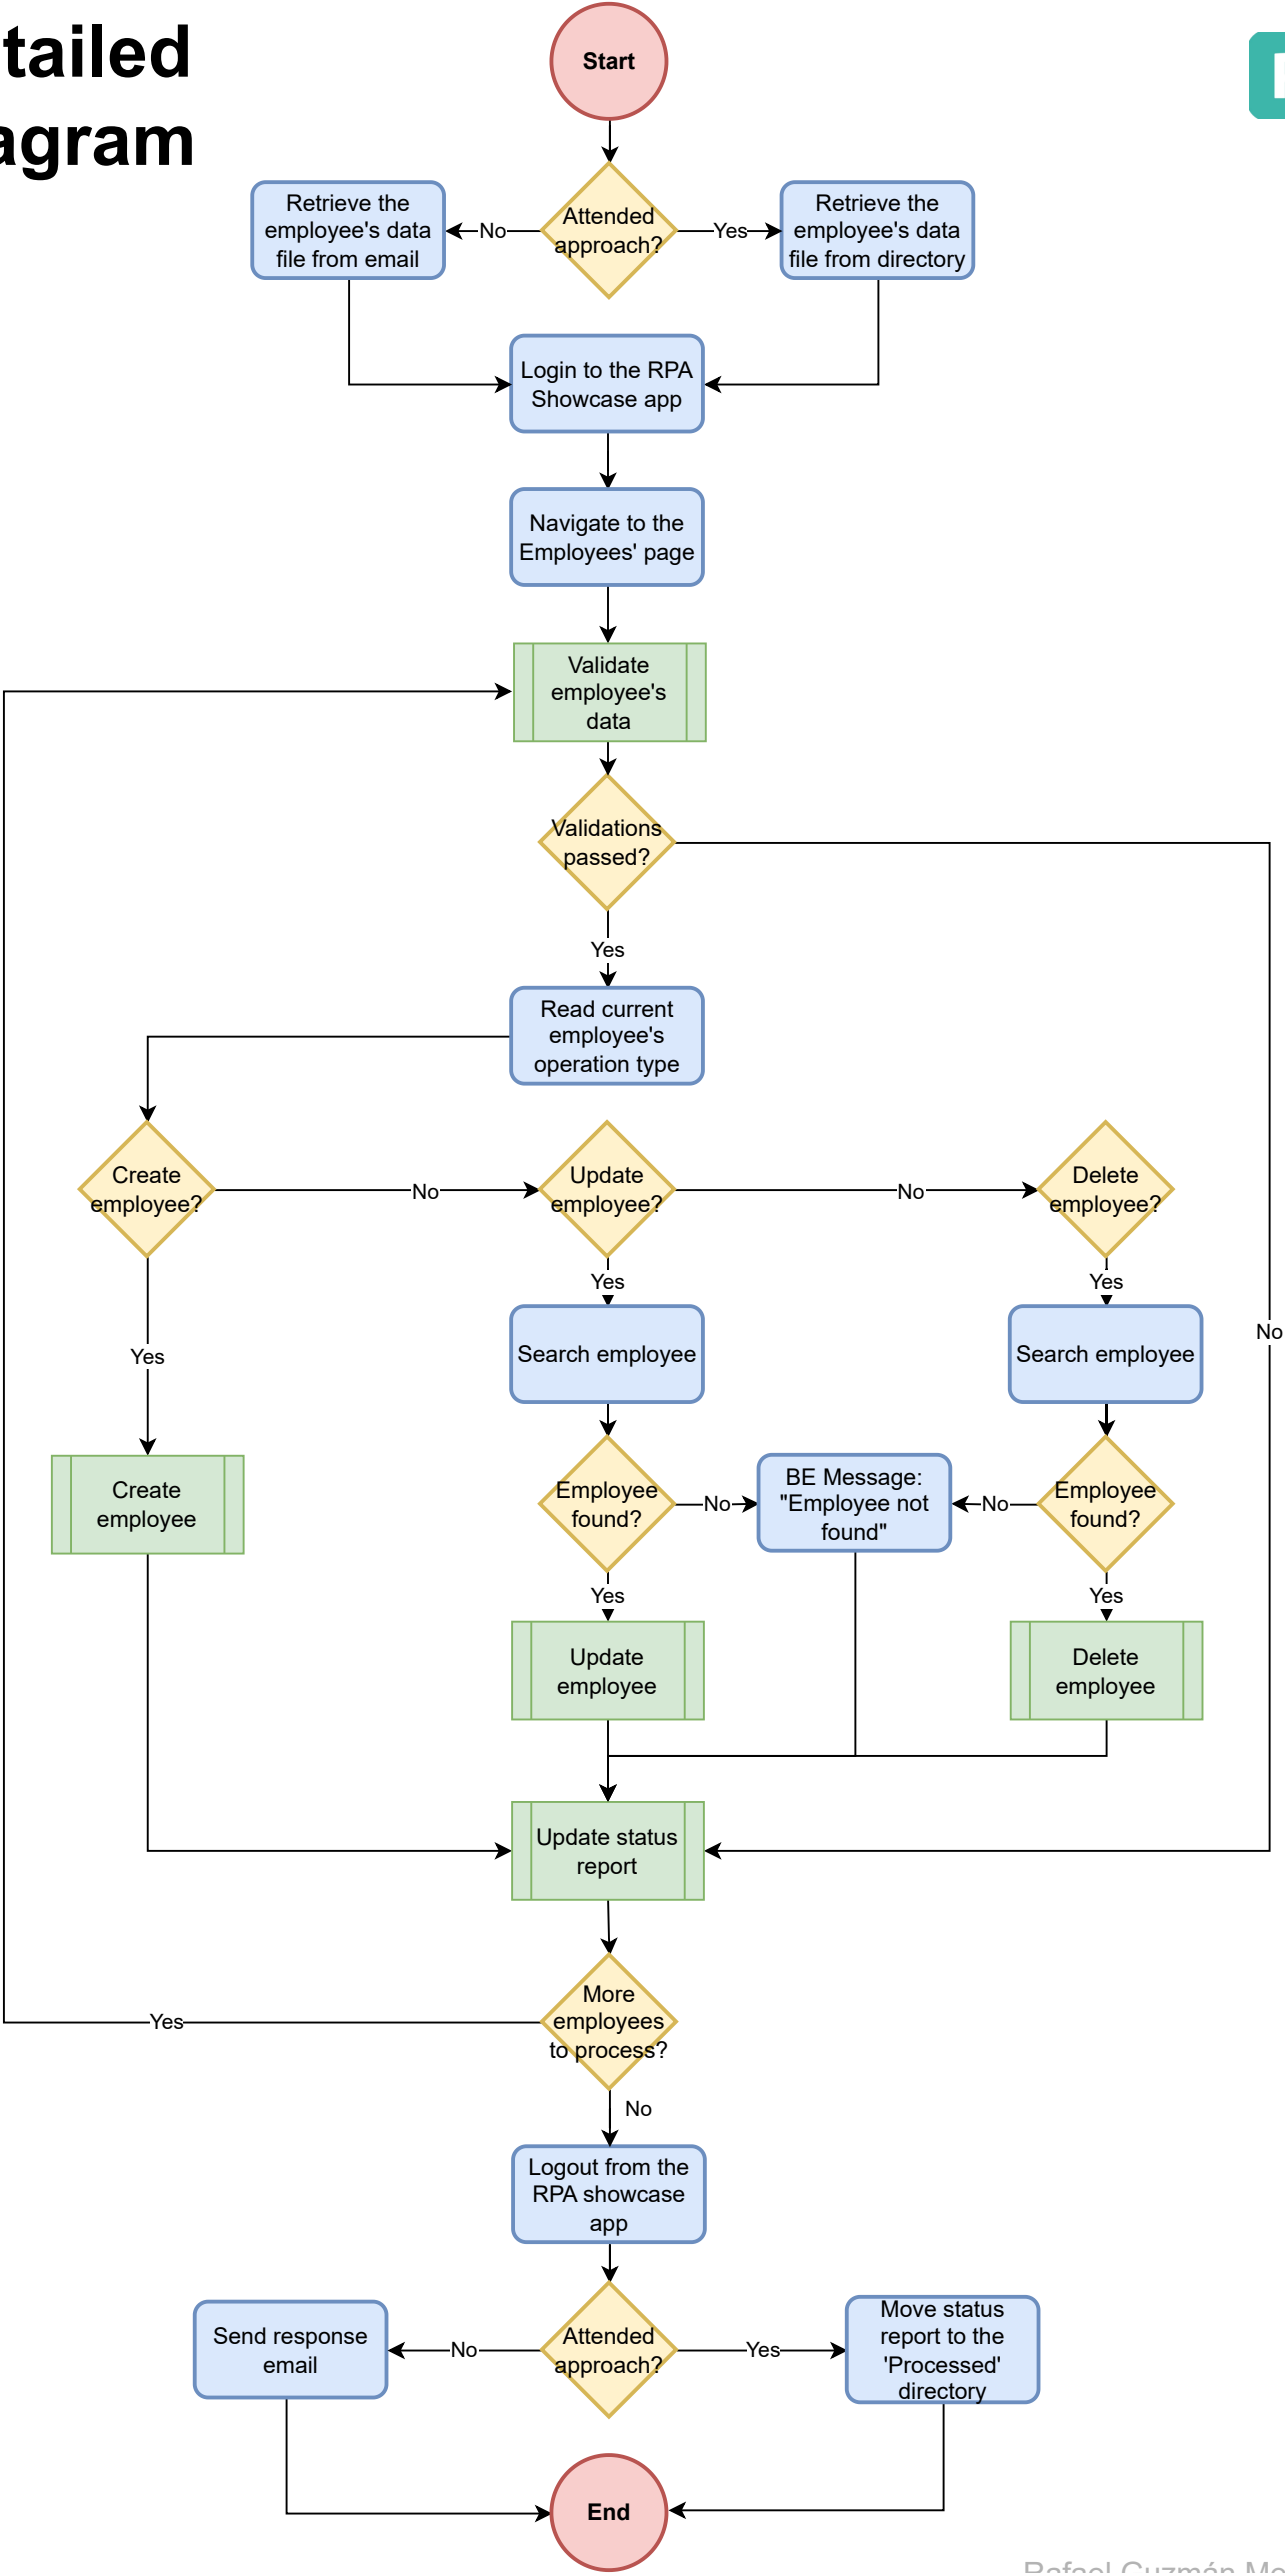 tailed
agram
Start
Attended
approach?
No
Yes
Retrieve the
employee's data
file from email
Retrieve the
employee's data
file from directory
Login to the RPA
Showcase app
Navigate to the
Employees' page
Validate
employee's
data
Validations
passed?
Yes
Read current
employee's
operation type
Create
employee?
No
Update
employee?
No
Delete
employee?
Yes
Yes
No
Search employee
Search employee
Yes
Create
employee
Employee
found?
No
BE Message:
"Employee not
found"
No
Employee
found?
Yes
Yes
Update
employee
Delete
employee
Update status
report
More
employees
to process?
Yes
No
Logout from the
RPA showcase
app
Send response
email
No
Attended
approach?
Yes
Move status
report to the
'Processed'
directory
End
Rafael Guzmán Me